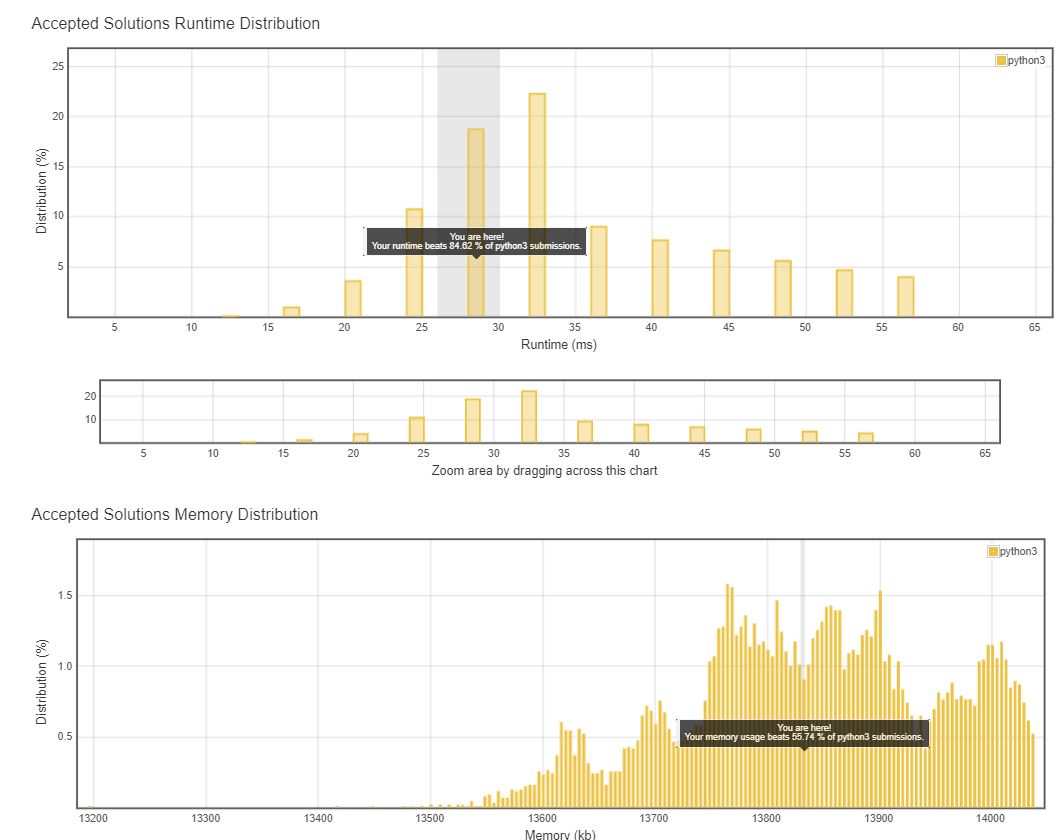 Accepted Solutions Runtime Distribution
python3
25
20
15
10
5
Distribution (%)
You are here!
Your runtime beats 84.62 % of python3 submissions.
5 10 15 20 25 30 35 40 45 50 55 60 65
Runtime (ms)
20
10
5 10 15 20 25 30 35 40 45 50 55 60 65
Zoom area by dragging across this chart
Accepted Solutions Memory Distribution
python3
1.5
1.0
0.5
Distribution (%)
You are here!
Your memory usage beats 55.74 % of python3 submissions.
13200 13300 13400 13500 13600 13700 13800 13900 14000
Memory (kb)